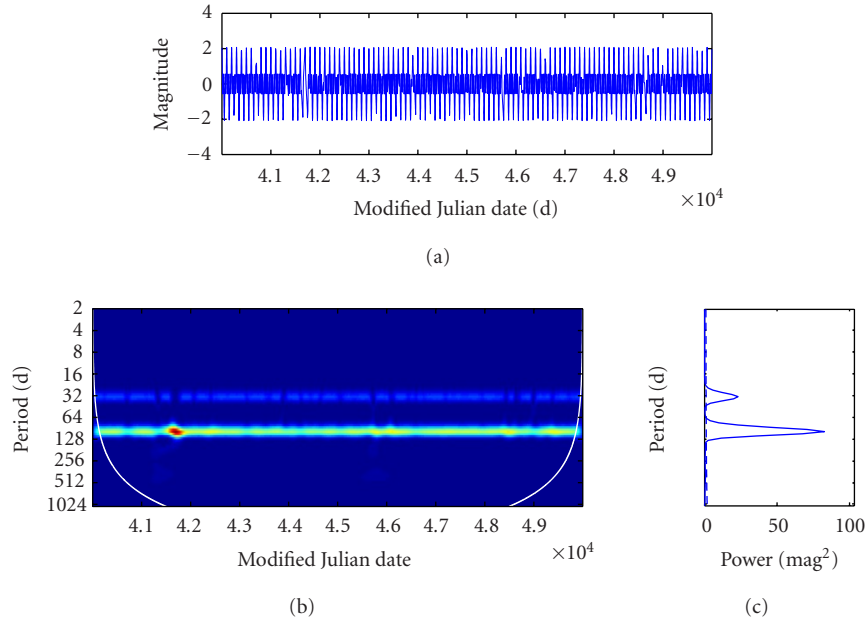 4
2
0
−2
−4
Magnitude
4.1 4.2 4.3 4.4 4.5 4.6 4.7 4.8 4.9
×10⁴
Modified Julian date (d)
(a)
2
4
8
16
32
64
128
256
512
1024
Period (d)
4.1 4.2 4.3 4.4 4.5 4.6 4.7 4.8 4.9
×10⁴
Modified Julian date
(b)
Period (d)
0 50 100
Power (mag²)
(c)